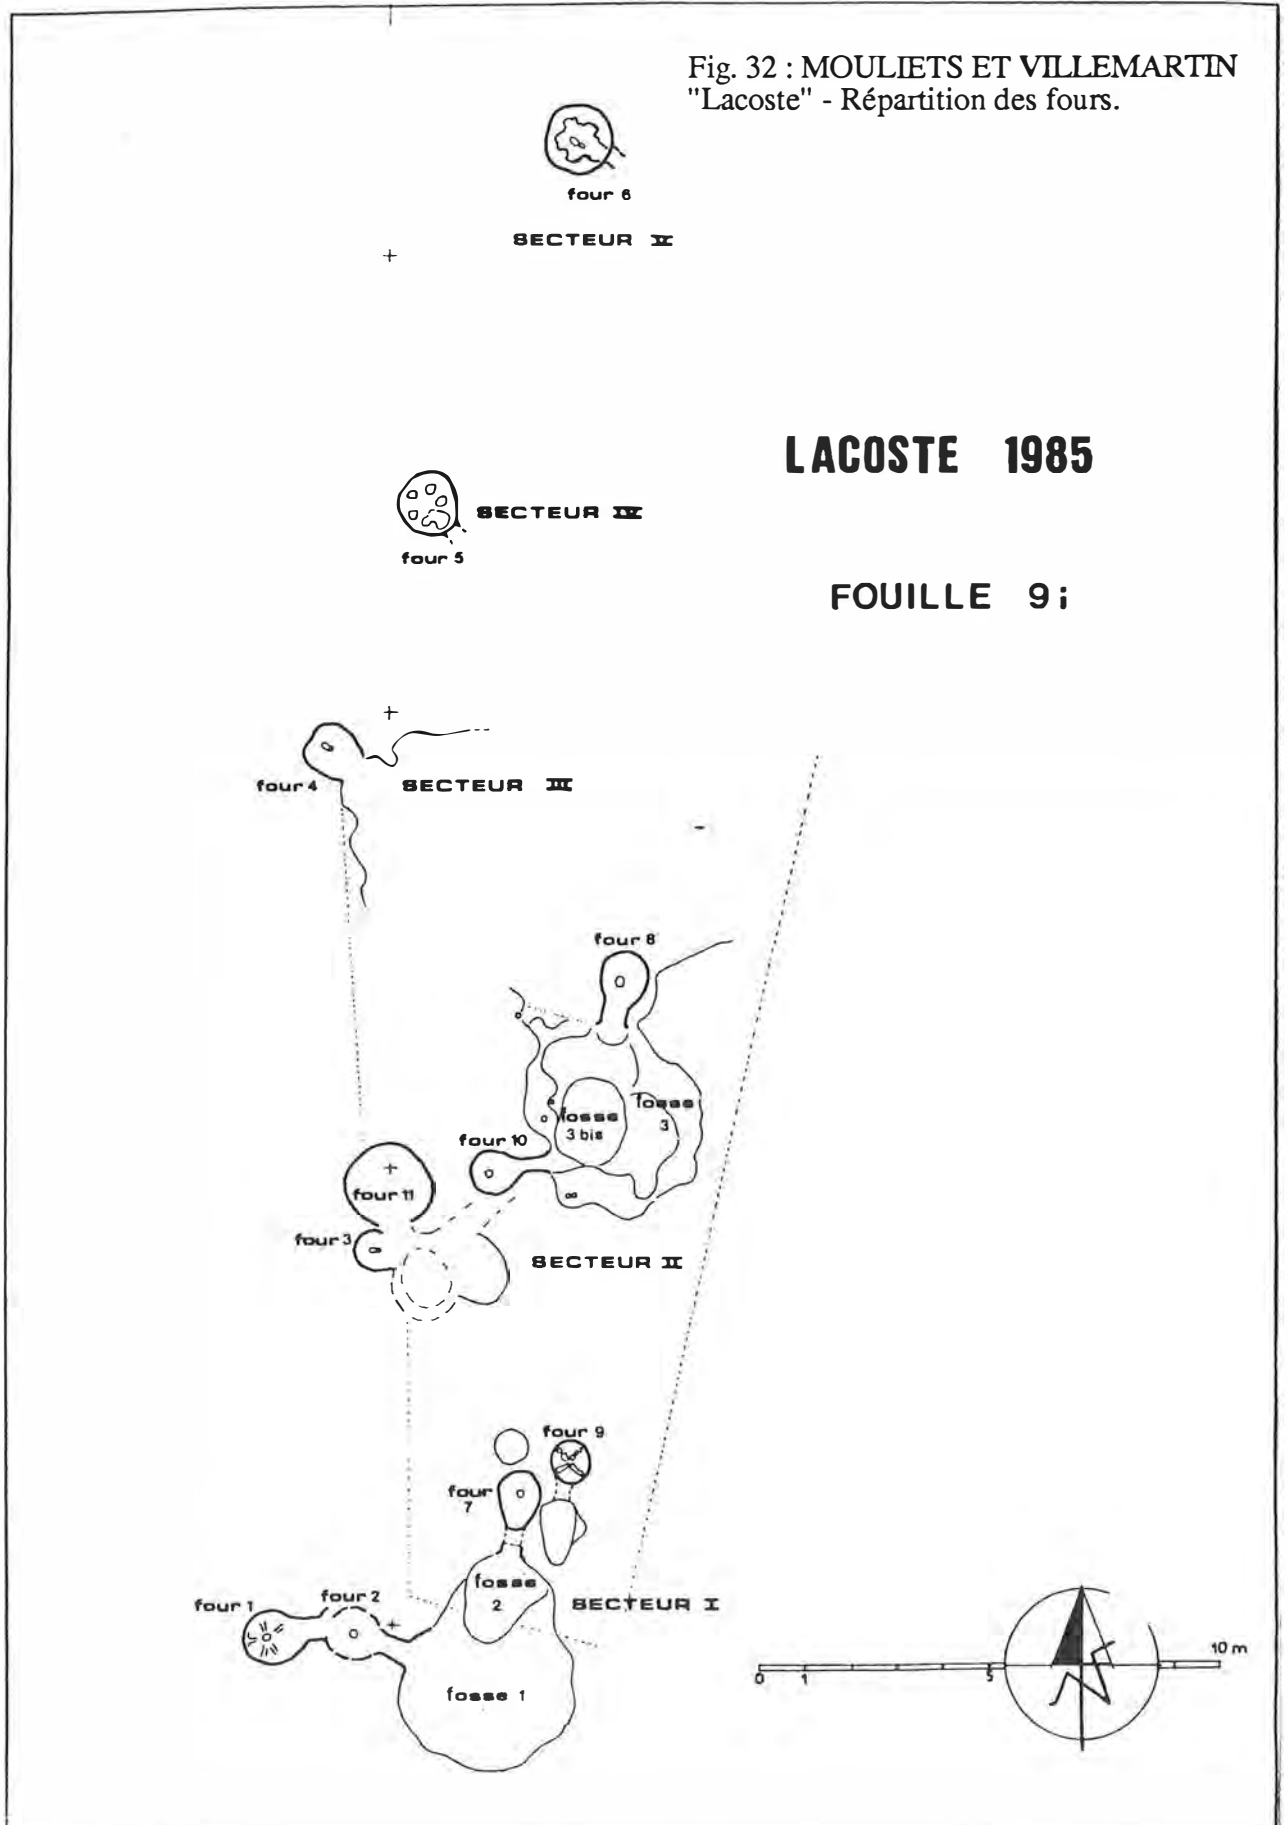 Fig. 32 : MOULIETS ET VILLEMARTIN
"Lacoste" - Répartition des fours.
four 6
SECTEUR V
LACOSTE 1985
SECTEUR IV
four 5
FOUILLE 9i
four 4
SECTEUR III
four 8
fosse
3
fosse
3 bis
four 10
four 11
four 3
SECTEUR II
four 9
four
7
fosse
2
SECTEUR I
four 1
four 2
fosse 1
0
1
5
10 m
N